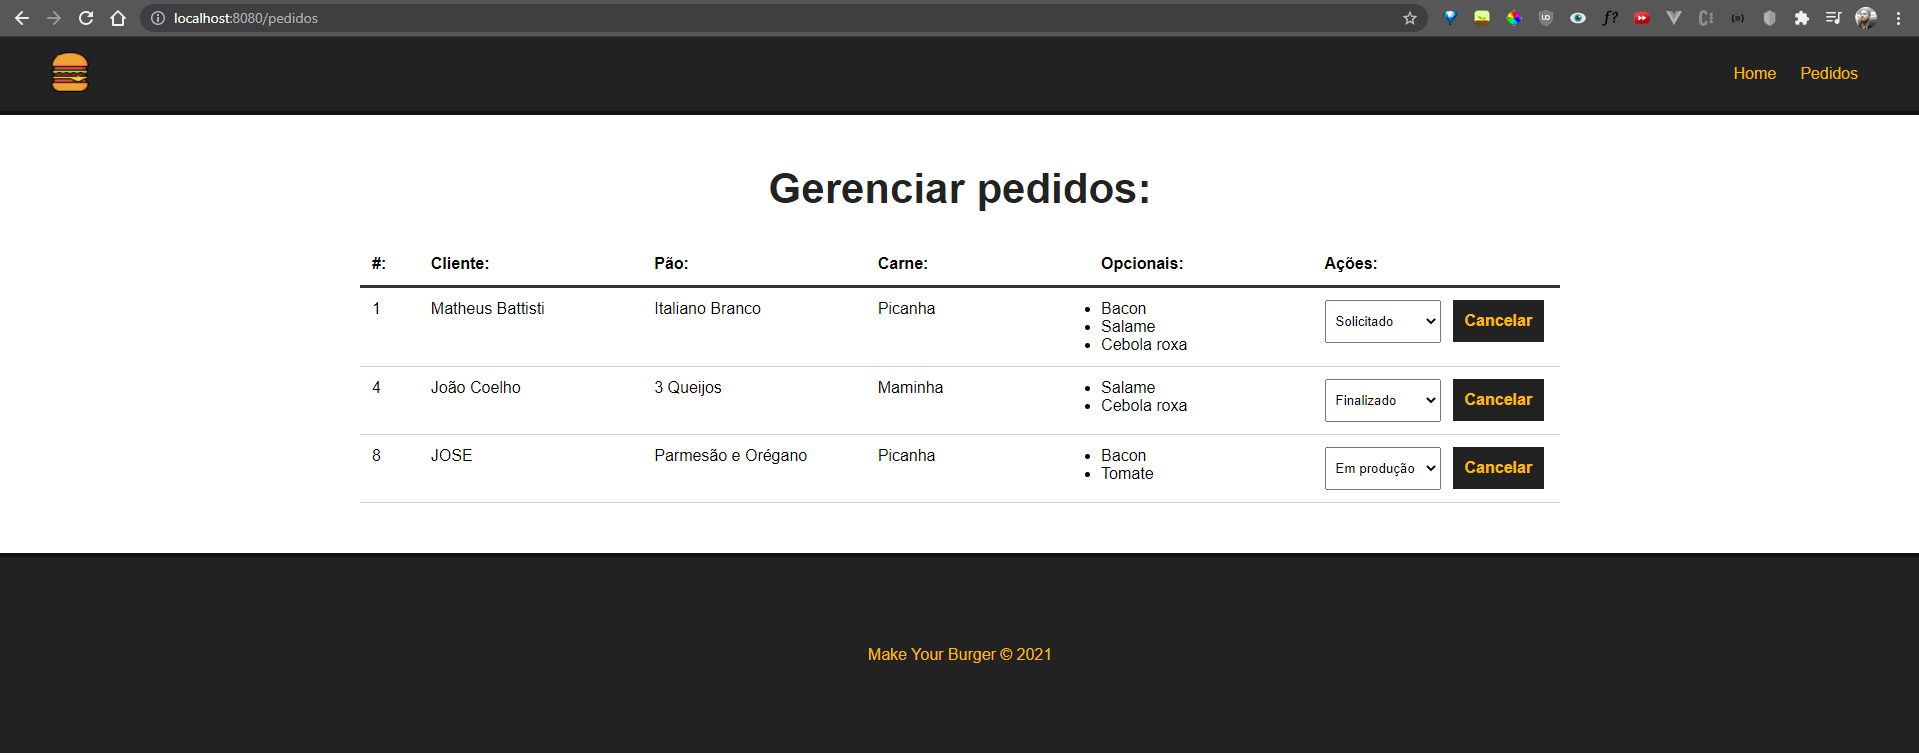 localhost:8080/pedidos
Home Pedidos
Gerenciar pedidos:
#: Cliente: Pão: Carne: Opcionais: Ações:
1 Matheus Battisti Italiano Branco Picanha Bacon Solicitado Cancelar
Salame
Cebola roxa
4 João Coelho 3 Queijos Maminha Salame Finalizado Cancelar
Cebola roxa
8 JOSE Parmesão e Orégano Picanha Bacon Em produção Cancelar
Tomate
Make Your Burger © 2021